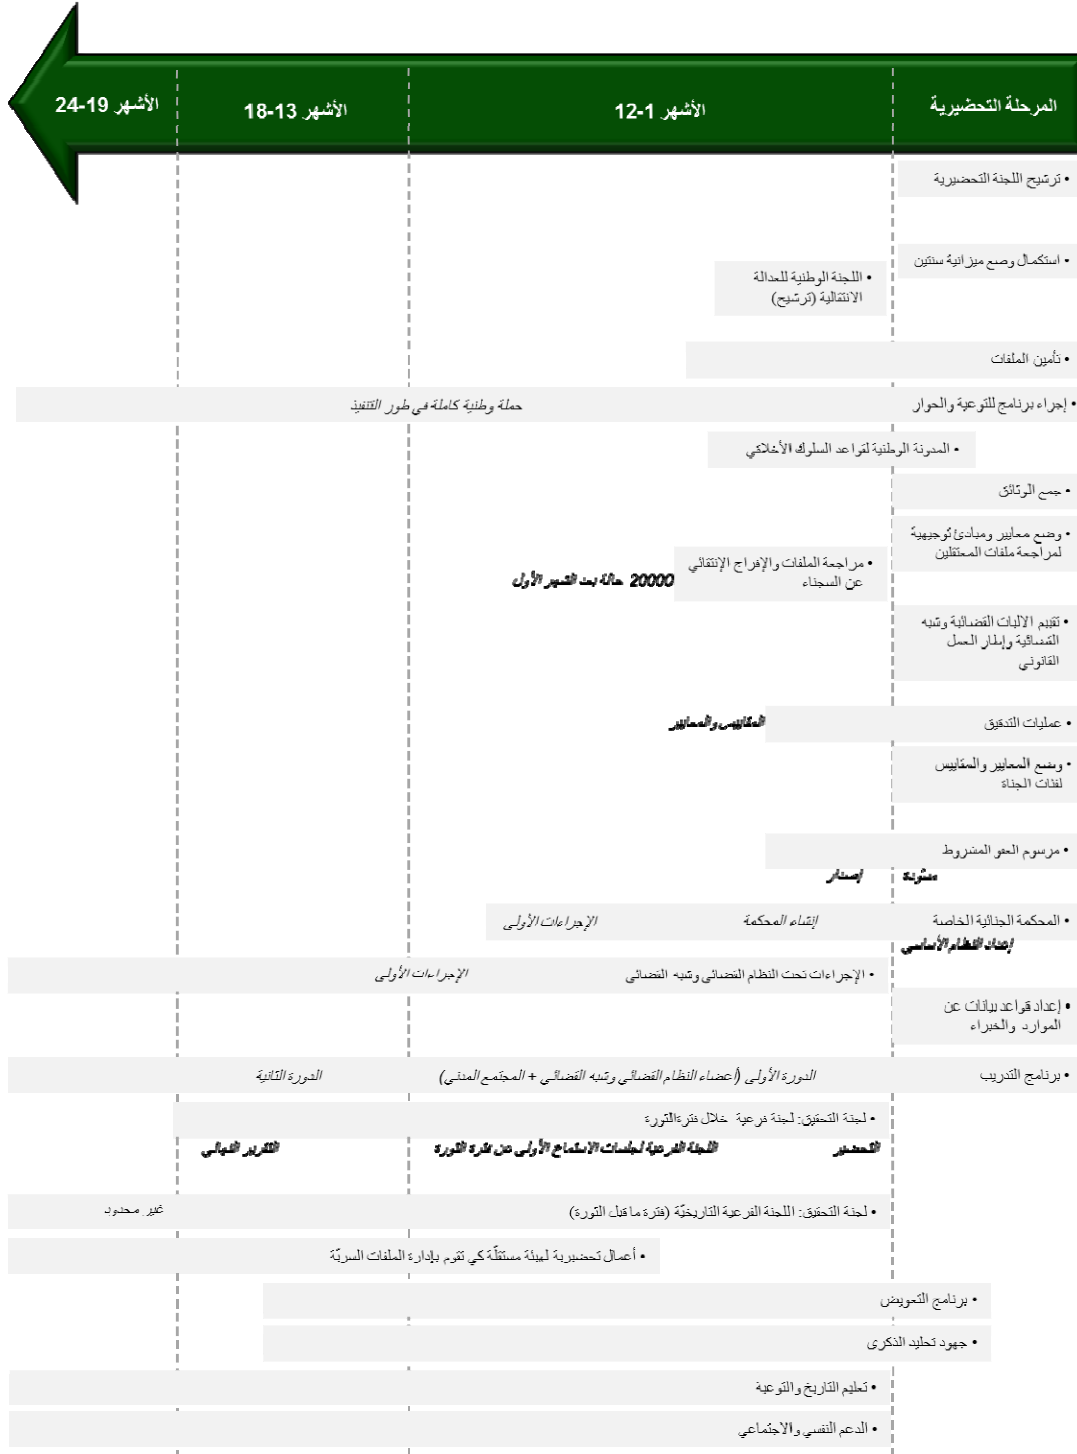 المرحلة التحضيرية
الأشهر 1-12
الأشهر 13-18
الأشهر 19-24
• ترشيح اللجنة التحضيرية
• استكمال وضع ميزانية سنتين
• اللجنة الوطنية للعدالة
الانتقالية (ترشيح)
• تأمين الملفات
• إجراء برنامج للتوعية والحوار
حملة وطنية كاملة في طور التنفيذ
• المدونة الوطنية لقواعد السلوك الأخلاقي
• جمع الوثائق
• وضع معايير ومبادئ توجيهية
لمراجعة ملفات المعتقلين
• مراجعة الملفات والإفراج الإنتقائي
عن السجناء
20000 حالة بعد الشهر الأول
• تقييم الاليات القضائية وشبه
القضائية وإطار العمل
القانوني
• عمليات التدقيق
المقاييس والمعايير
• وضع المعايير والمقاييس
لفئات الجناة
• مرسوم العفو المشروط
مسوّدة
إصدار
• المحكمة الجنائية الخاصة
إنشاء المحكمة
الإجراءات الأولى
إعداد النظام الأساسي
• الإجراءات تحت النظام القضائى وشبه القضائى
الإجراءات الأولى
• إعداد قواعد بيانات عن
الموارد والخبراء
• برنامج التدريب
الدورة الأولى (أعضاء النظام القضائي وشبه القضائي + المجتمع المدني)
الدورة الثانية
• لجنة التحقيق: لجنة فرعية خلال فترة الثورة
التحضير
اللجنة الفرعية لجلسات الاستماع الأولى عن فترة الثورة
التقرير النهائي
• لجنة التحقيق: اللجنة الفرعية التاريخيّة (فترة ما قبل الثورة)
غير محدود
• أعمال تحضيرية لهيئة مستقلّة كي تقوم بإدارة الملفات السريّة
• برنامج التعويض
• جهود تخليد الذكرى
• تعليم التاريخ والتوعية
• الدعم النفسي والاجتماعي